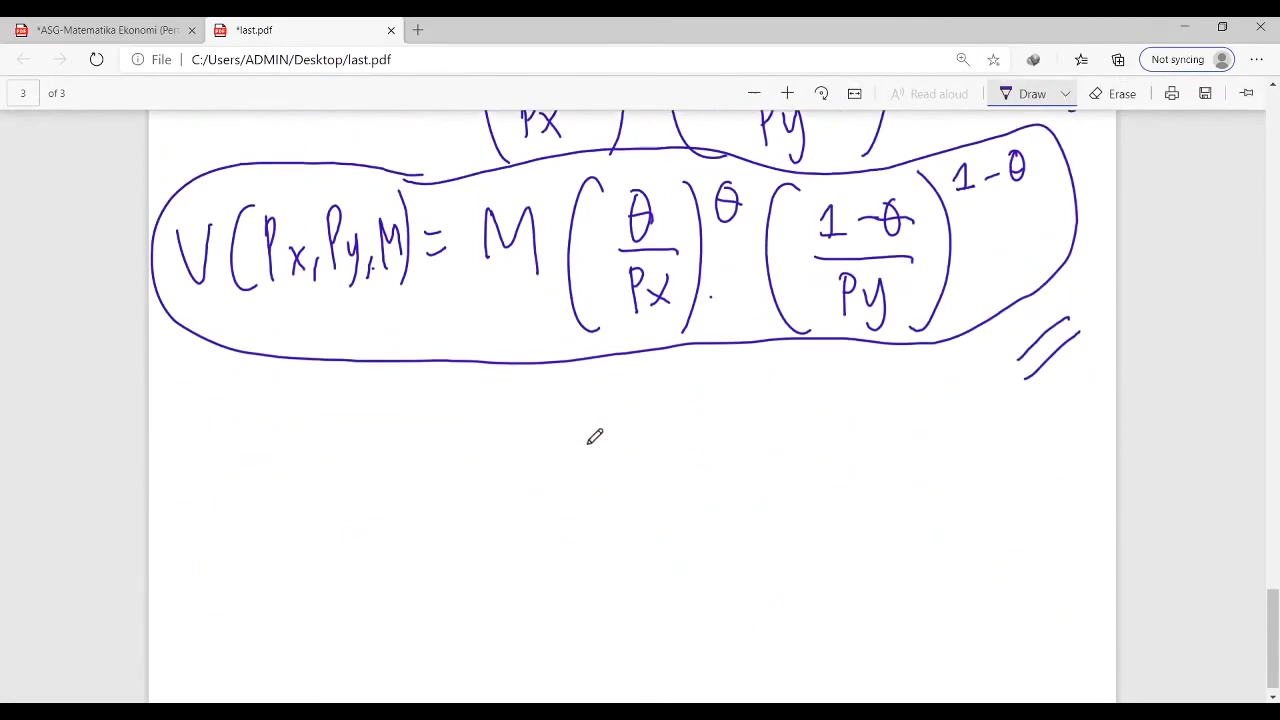 *ASG-Matematika Ekonomi (Pert
*last.pdf
File C:/Users/ADMIN/Desktop/last.pdf
Not syncing
3 of 3
Read aloud
Draw
Erase
Px Py
V(Px,Py,M) = M (θ/Px)^θ . (1-θ/Py)^1-θ